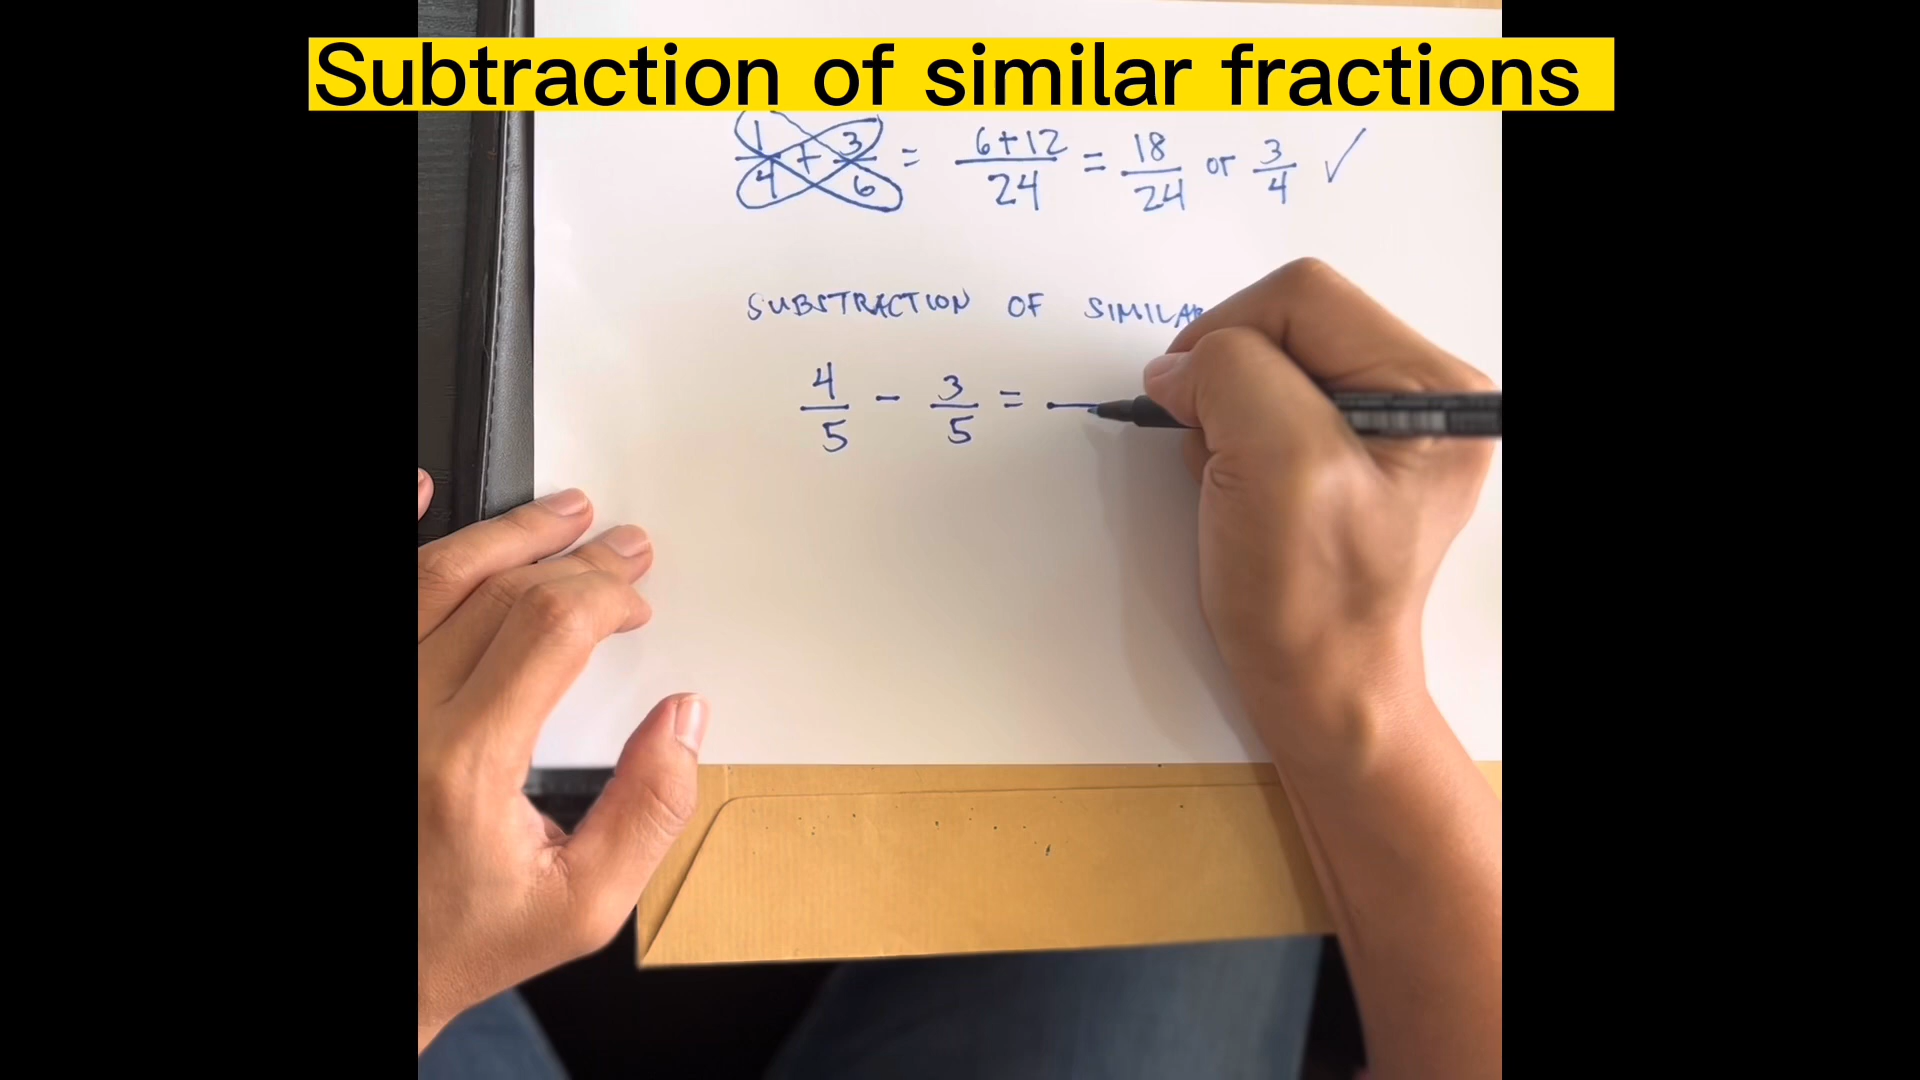 Subtraction of similar fractions
1/4 + 3/6 = 6+12/24 = 18/24 or 3/4 ✓
SUBSTRACTION OF SIMILAR
4/5 - 3/5 =